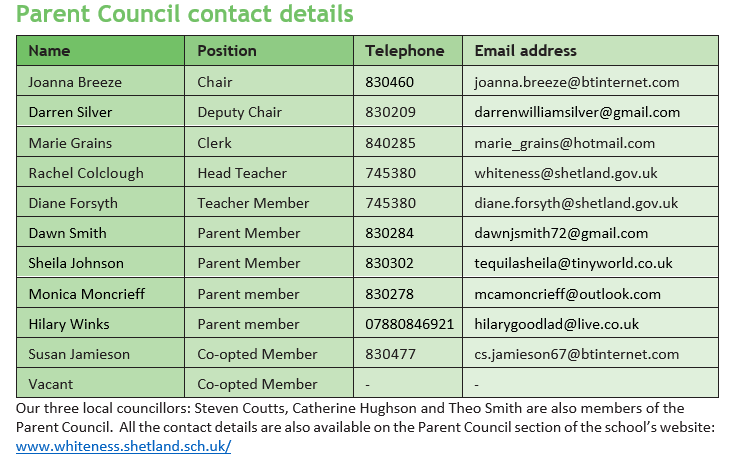 Parent Council contact details
Name Position Telephone Email address
Joanna Breeze Chair 830460 joanna.breeze@btinternet.com
Darren Silver Deputy Chair 830209 darrenwilliamsilver@gmail.com
Marie Grains Clerk 840285 marie_grains@hotmail.com
Rachel Colclough Head Teacher 745380 whiteness@shetland.gov.uk
Diane Forsyth Teacher Member 745380 diane.forsyth@shetland.gov.uk
Dawn Smith Parent Member 830284 dawnjsmith72@gmail.com
Sheila Johnson Parent Member 830302 tequilasheila@tinyworld.co.uk
Monica Moncrieff Parent member 830278 mcamoncrieff@outlook.com
Hilary Winks Parent member 07880846921 hilarygoodlad@live.co.uk
Susan Jamieson Co-opted Member 830477 cs.jamieson67@btinternet.com
Vacant Co-opted Member - -
Our three local councillors: Steven Coutts, Catherine Hughson and Theo Smith are also members of the
Parent Council.  All the contact details are also available on the Parent Council section of the school’s website:
www.whiteness.shetland.sch.uk/